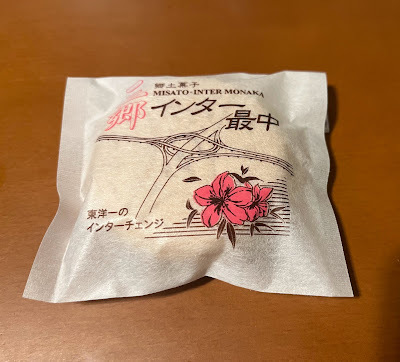 郷土菓子
MISATO-INTER MONAKA
三郷インター最中
東洋一の
インターチェンジ